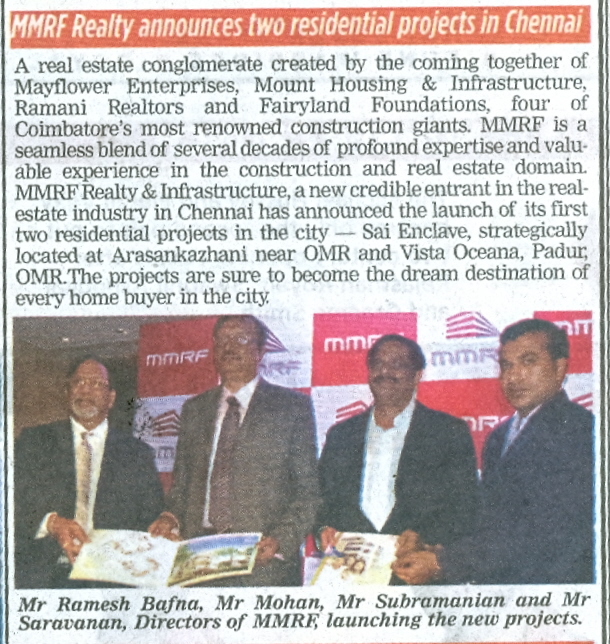 MMRF Realty announces two residential projects in Chennai
A real estate conglomerate created by the coming together of
Mayflower Enterprises, Mount Housing & Infrastructure,
Ramani Realtors and Fairyland Foundations, four of
Coimbatore's most renowned construction giants. MMRF is a
seamless blend of several decades of profound expertise and valu-
able experience in the construction and real estate domain.
MMRF Realty & Infrastructure, a new credible entrant in the real-
estate industry in Chennai has announced the launch of its first
two residential projects in the city — Sai Enclave, strategically
located at Arasankazhani near OMR and Vista Oceana, Padur,
OMR.The projects are sure to become the dream destination of
every home buyer in the city.
mmRF
mmRF
Mr Ramesh Bafna, Mr Mohan, Mr Subramanian and Mr
Saravanan, Directors of MMRF, launching the new projects.